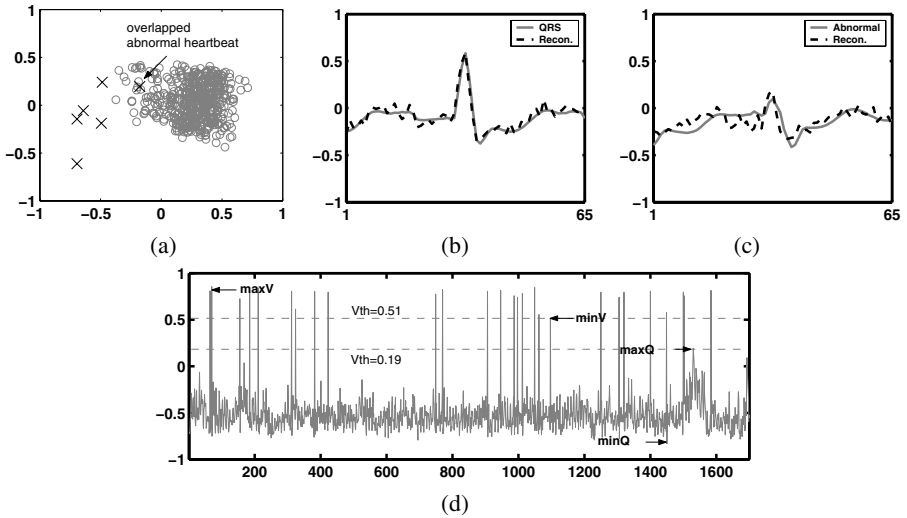 1
0.5
0
−0.5
−1
−1
−0.5
0
0.5
1
overlapped
abnormal heartbeat
(a)
1
0.5
0
−0.5
−1
1
65
QRS
Recon.
(b)
1
0.5
0
−0.5
−1
1
65
Abnormal
Recon.
(c)
1
0.5
0
−0.5
−1
200
400
600
800
1000
1200
1400
1600
maxV
Vth=0.51
minV
maxQ
Vth=0.19
minQ
(d)